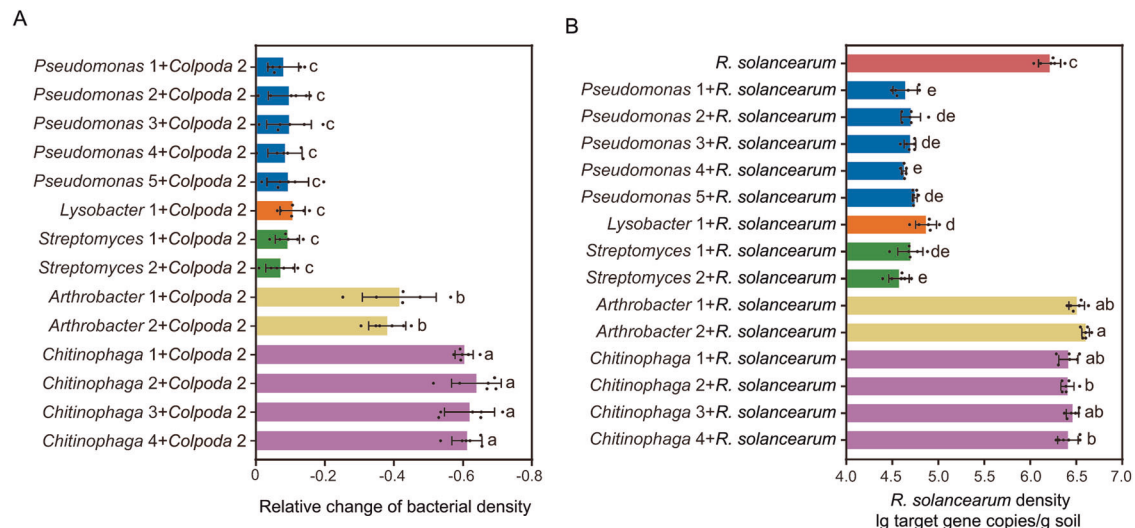 A
Pseudomonas 1+Colpoda 2 c
Pseudomonas 2+Colpoda 2 c
Pseudomonas 3+Colpoda 2 c
Pseudomonas 4+Colpoda 2 c
Pseudomonas 5+Colpoda 2 c
Lysobacter 1+Colpoda 2 c
Streptomyces 1+Colpoda 2 c
Streptomyces 2+Colpoda 2 c
Arthrobacter 1+Colpoda 2 b
Arthrobacter 2+Colpoda 2 b
Chitinophaga 1+Colpoda 2 a
Chitinophaga 2+Colpoda 2 a
Chitinophaga 3+Colpoda 2 a
Chitinophaga 4+Colpoda 2 a
0 -0.2 -0.4 -0.6 -0.8
Relative change of bacterial density
B
R. solancearum c
Pseudomonas 1+R. solancearum e
Pseudomonas 2+R. solancearum de
Pseudomonas 3+R. solancearum de
Pseudomonas 4+R. solancearum e
Pseudomonas 5+R. solancearum de
Lysobacter 1+R. solancearum d
Streptomyces 1+R. solancearum de
Streptomyces 2+R. solancearum e
Arthrobacter 1+R. solancearum ab
Arthrobacter 2+R. solancearum a
Chitinophaga 1+R. solancearum ab
Chitinophaga 2+R. solancearum b
Chitinophaga 3+R. solancearum ab
Chitinophaga 4+R. solancearum b
4.0 4.5 5.0 6.0 6.5 7.0
R. solancearum density
lg target gene copies/g soil